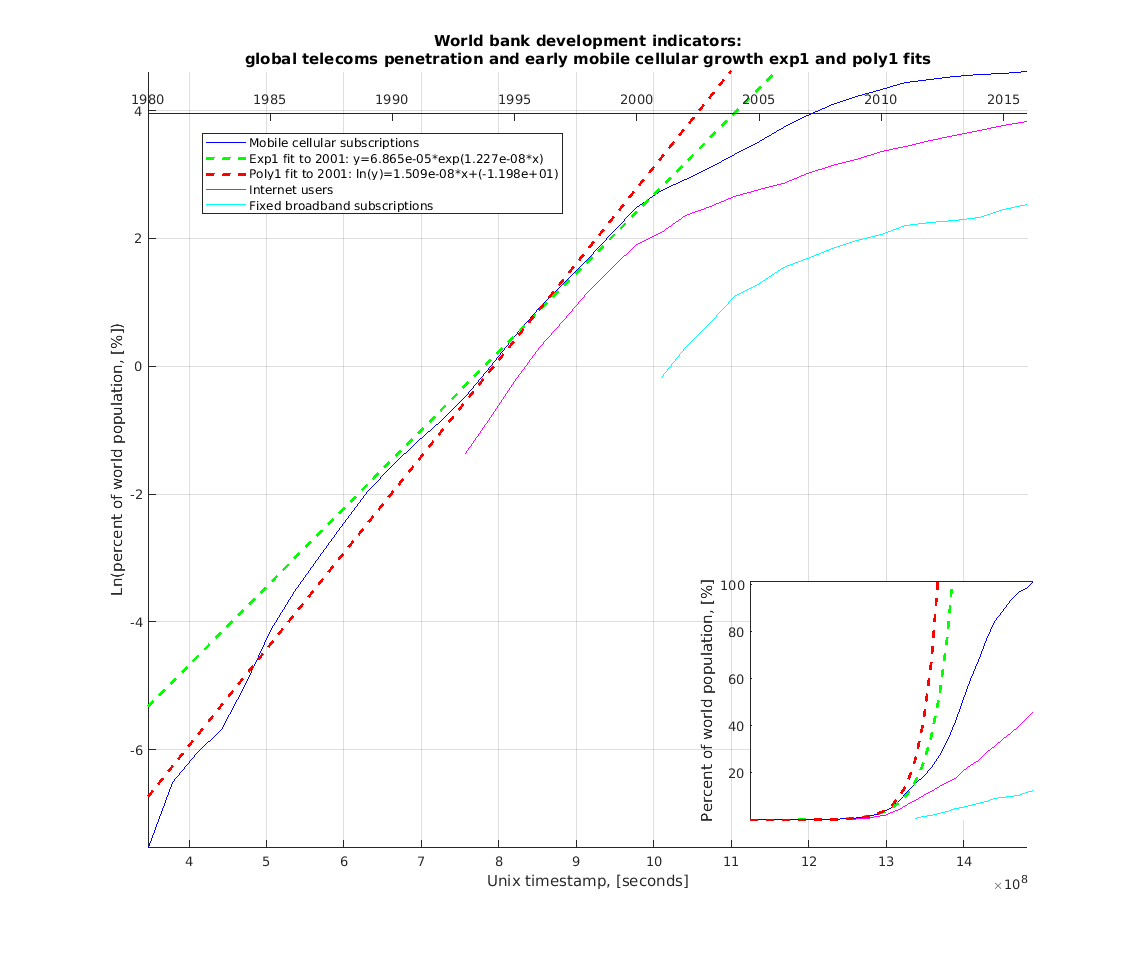 World bank development indicators:
global telecoms penetration and early mobile cellular growth exp1 and poly1 fits
1980 1985 1990 1995 2000 2005 2010 2015
Mobile cellular subscriptions
Exp1 fit to 2001: y=6.865e-05*exp(1.227e-08*x)
Poly1 fit to 2001: ln(y)=1.509e-08*x+(-1.198e+01)
Internet users
Fixed broadband subscriptions
Ln(percent of world population, [%])
4
2
0
-2
-4
-6
Percent of world population, [%]
100
80
60
40
20
11 12 13 14
4 5 6 7 8 9 10
Unix timestamp, [seconds]
×10^8